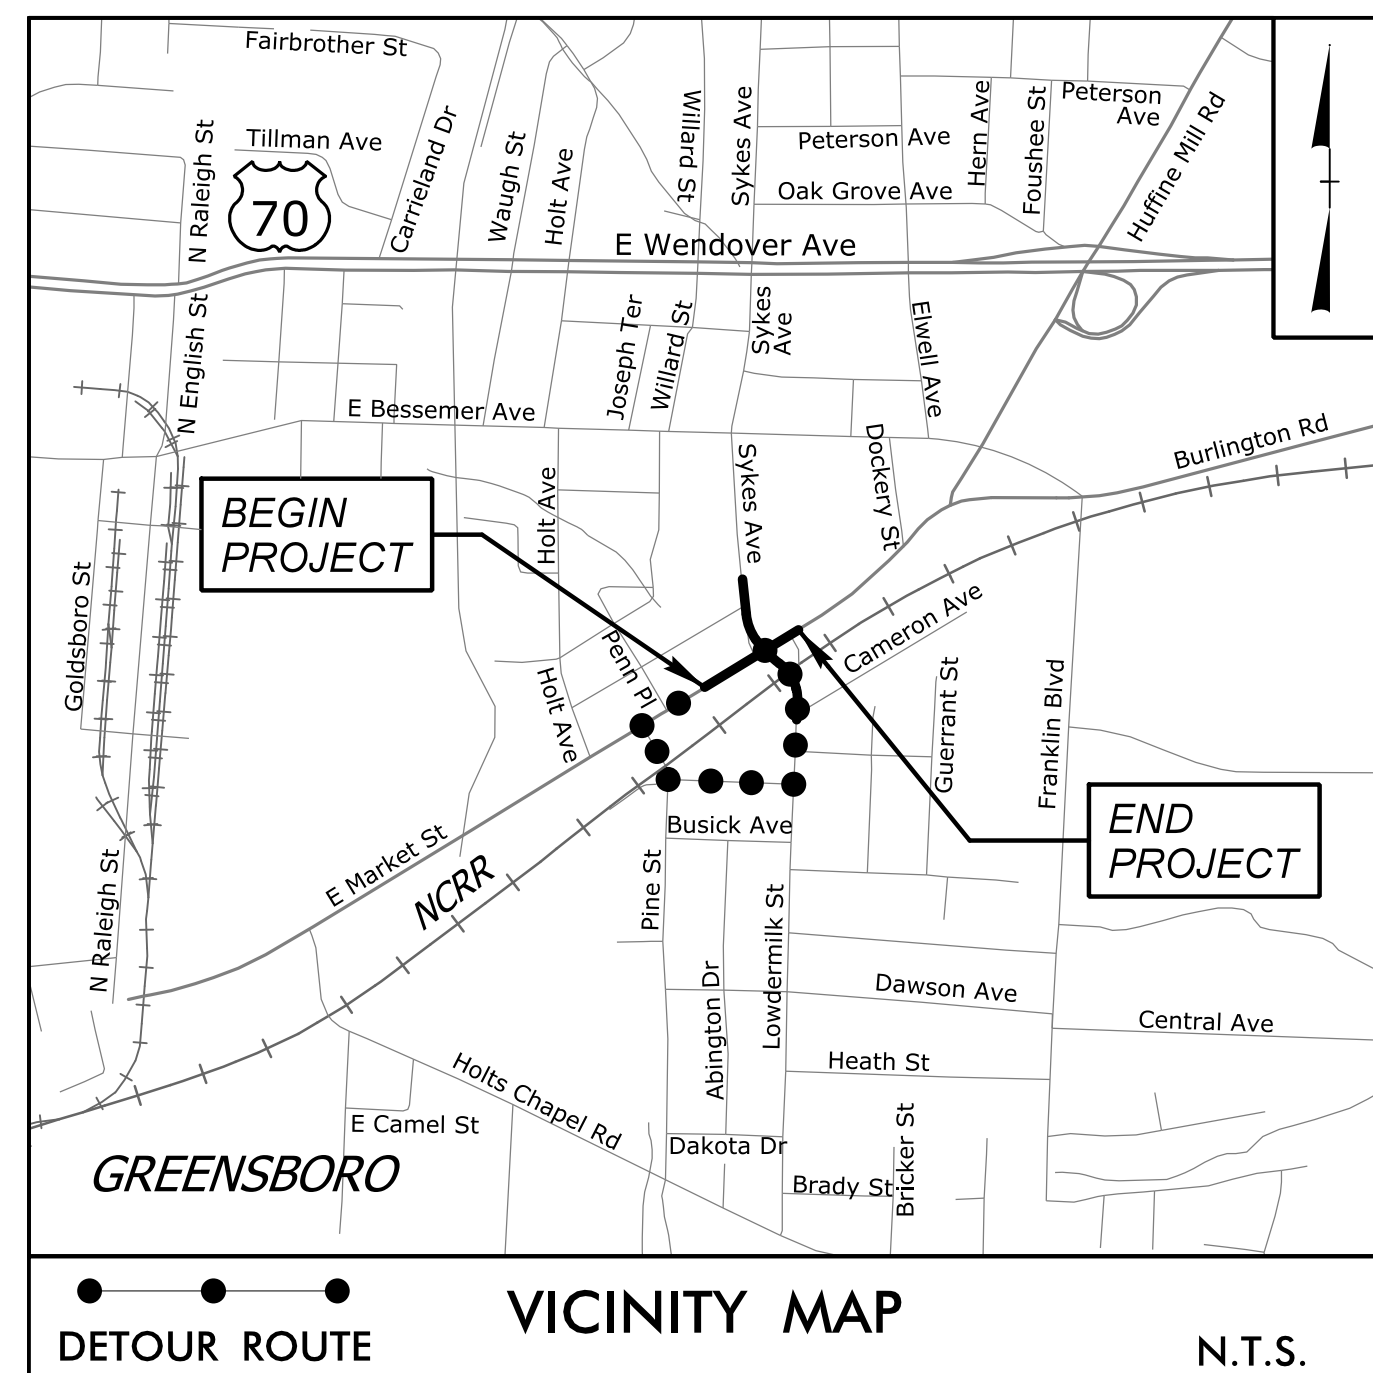 Fairbrother St
Tillman Ave
N Raleigh St
70
Carrieland Dr
Waugh St
Holt Ave
Willard St
Sykes Ave
Peterson Ave
Oak Grove Ave
Hern Ave
Foushee St
Peterson
Ave
Huffine Mill Rd
E Wendover Ave
N English St
Joseph Ter
Willard St
Sykes
Ave
Elwell Ave
E Bessemer Ave
Burlington Rd
Dockery St
Sykes Ave
Holt Ave
BEGIN
PROJECT
Goldsboro St
Cameron Ave
Penn Pl
Holt Ave
Guerrant St
Franklin Blvd
END
PROJECT
Busick Ave
E Market St
NCRR
N Raleigh St
Pine St
Lowdermilk St
Abington Dr
Dawson Ave
Central Ave
Heath St
Holts Chapel Rd
E Camel St
Dakota Dr
Bricker St
Brady St
GREENSBORO
DETOUR ROUTE
VICINITY MAP
N.T.S.